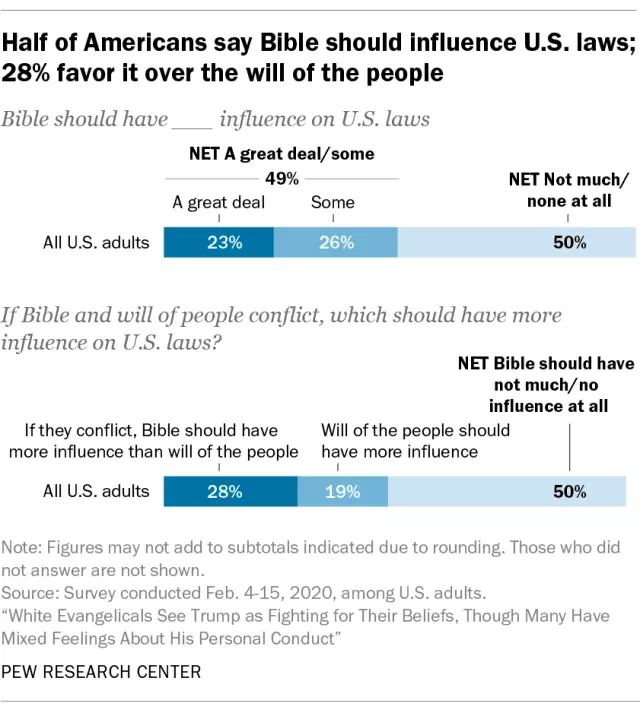 Half of Americans say Bible should influence U.S. laws;
28% favor it over the will of the people
Bible should have ___ influence on U.S. laws
NET A great deal/some
49%
A great deal Some
NET Not much/
none at all
All U.S. adults 23% 26% 50%
If Bible and will of people conflict, which should have more
influence on U.S. laws?
NET Bible should have
not much/no
influence at all
If they conflict, Bible should have
more influence than will of the people
Will of the people should
have more influence
All U.S. adults 28% 19% 50%
Note: Figures may not add to subtotals indicated due to rounding. Those who did
not answer are not shown.
Source: Survey conducted Feb. 4-15, 2020, among U.S. adults.
“White Evangelicals See Trump as Fighting for Their Beliefs, Though Many Have
Mixed Feelings About His Personal Conduct”
PEW RESEARCH CENTER